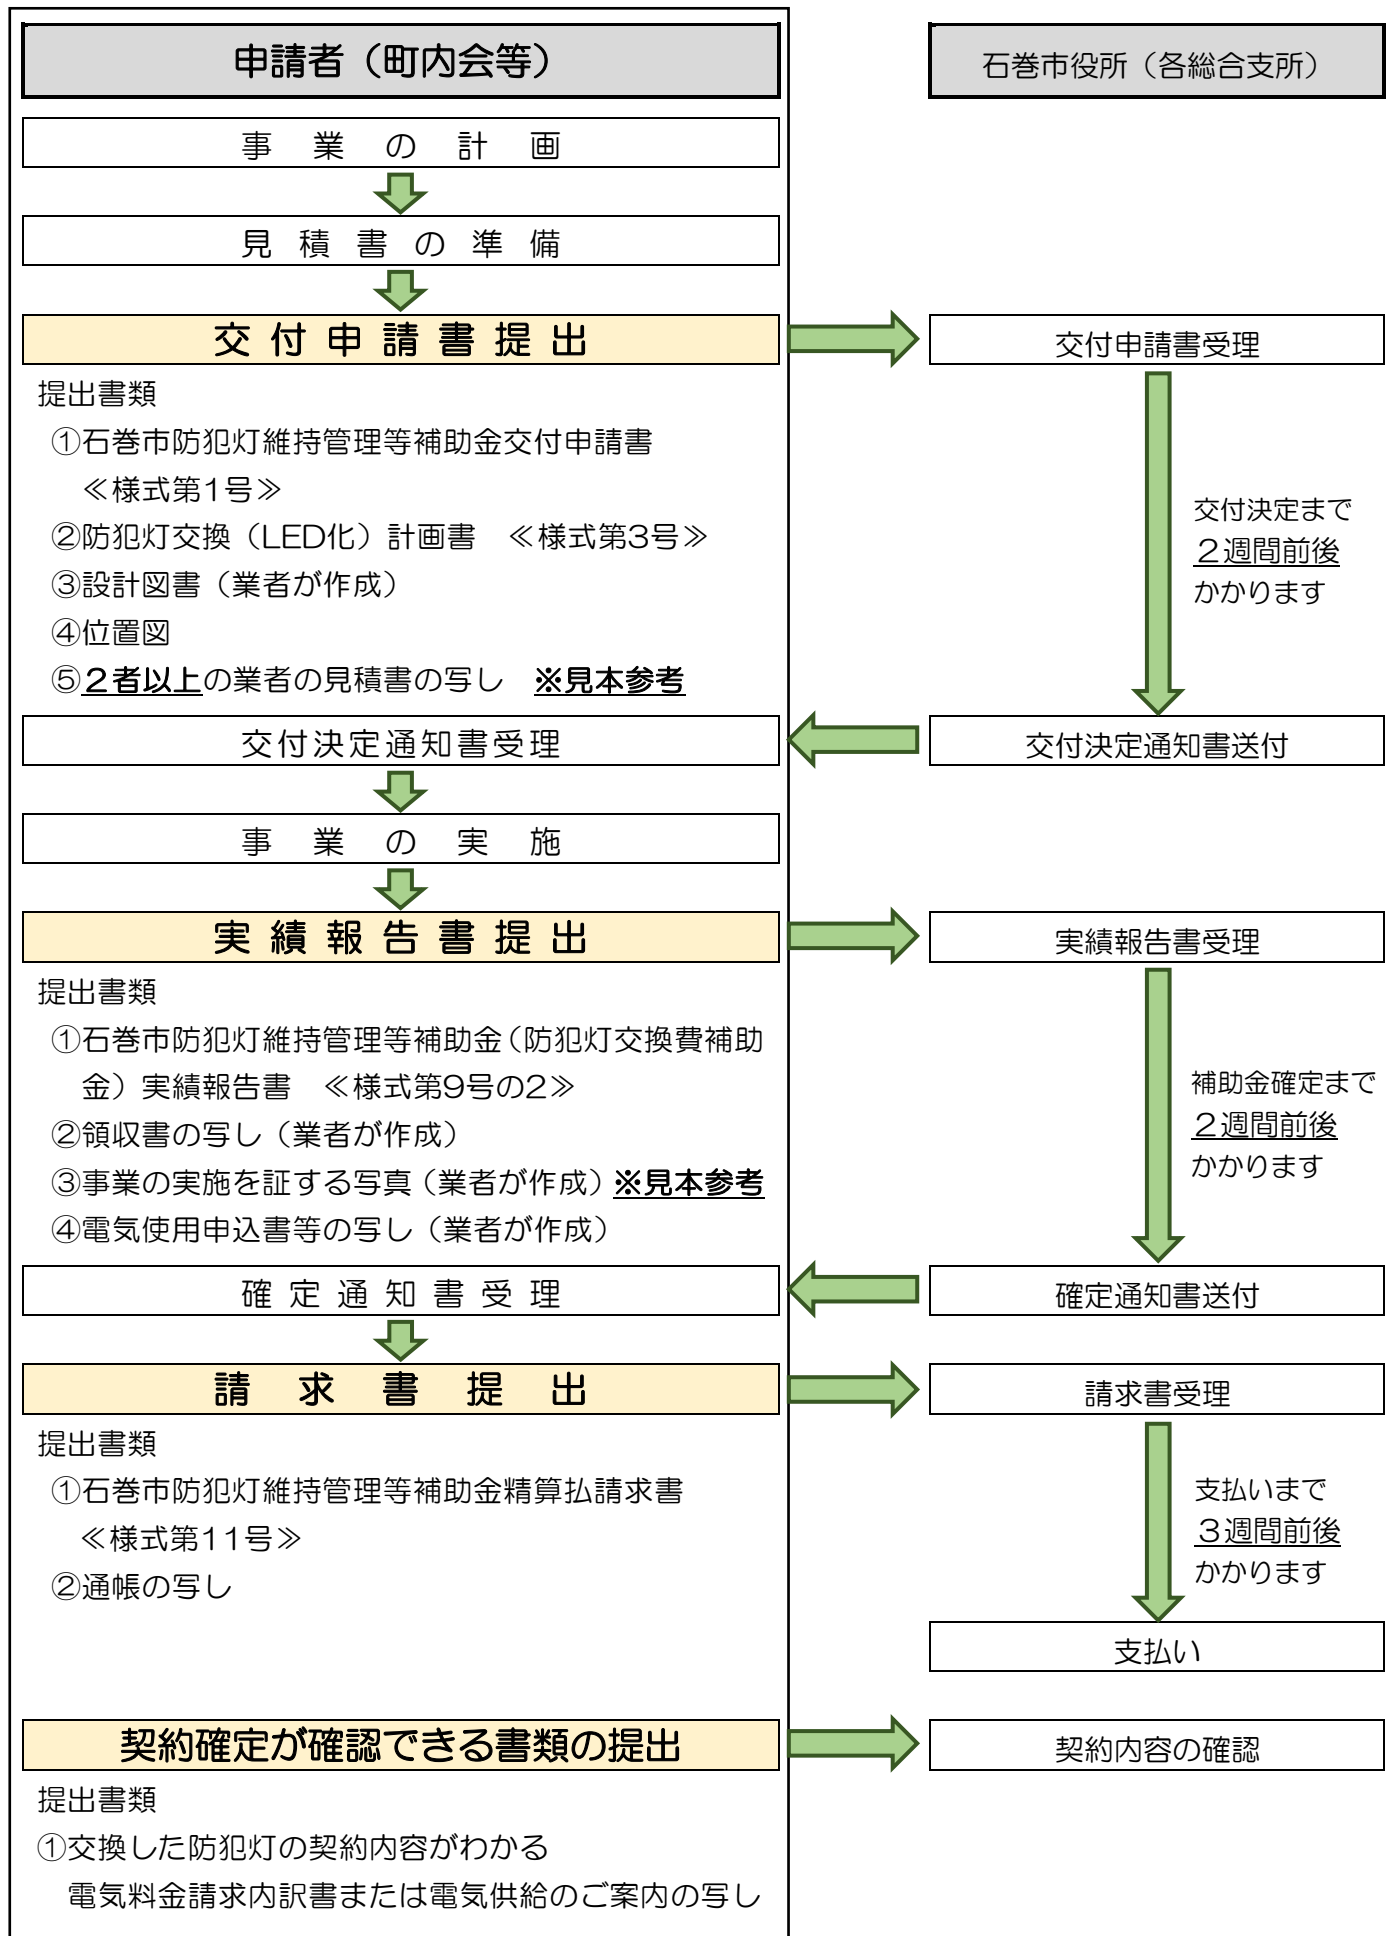 申請者（町内会等）
石巻市役所（各総合支所）
事業の計画
見積書の準備
交付申請書提出
交付申請書受理
提出書類
①石巻市防犯灯維持管理等補助金交付申請書
≪様式第1号≫
②防犯灯交換（LED化）計画書　≪様式第3号≫
③設計図書（業者が作成）
④位置図
⑤２者以上の業者の見積書の写し　※見本参考
交付決定まで
２週間前後
かかります
交付決定通知書受理
交付決定通知書送付
事業の実施
実績報告書提出
実績報告書受理
提出書類
①石巻市防犯灯維持管理等補助金（防犯灯交換費補助
金）実績報告書　≪様式第9号の2≫
②領収書の写し（業者が作成）
③事業の実施を証する写真（業者が作成）※見本参考
④電気使用申込書等の写し（業者が作成）
補助金確定まで
２週間前後
かかります
確定通知書受理
確定通知書送付
請求書提出
請求書受理
提出書類
①石巻市防犯灯維持管理等補助金精算払請求書
≪様式第11号≫
②通帳の写し
支払いまで
３週間前後
かかります
支払い
契約確定が確認できる書類の提出
契約内容の確認
提出書類
①交換した防犯灯の契約内容がわかる
電気料金請求内訳書または電気供給のご案内の写し